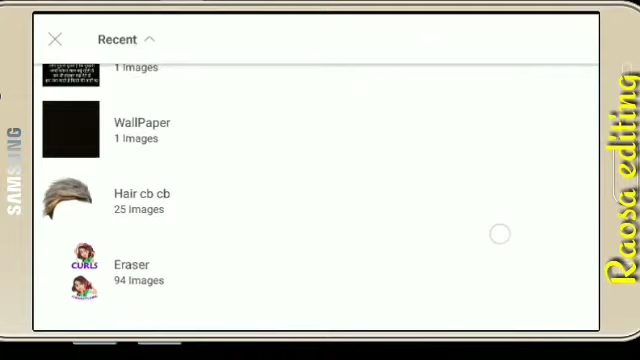 Recent
1 Images
WallPaper
1 Images
Hair cb cb
25 Images
CURLS
Eraser
94 Images
SAMSUNG
Raosa editing